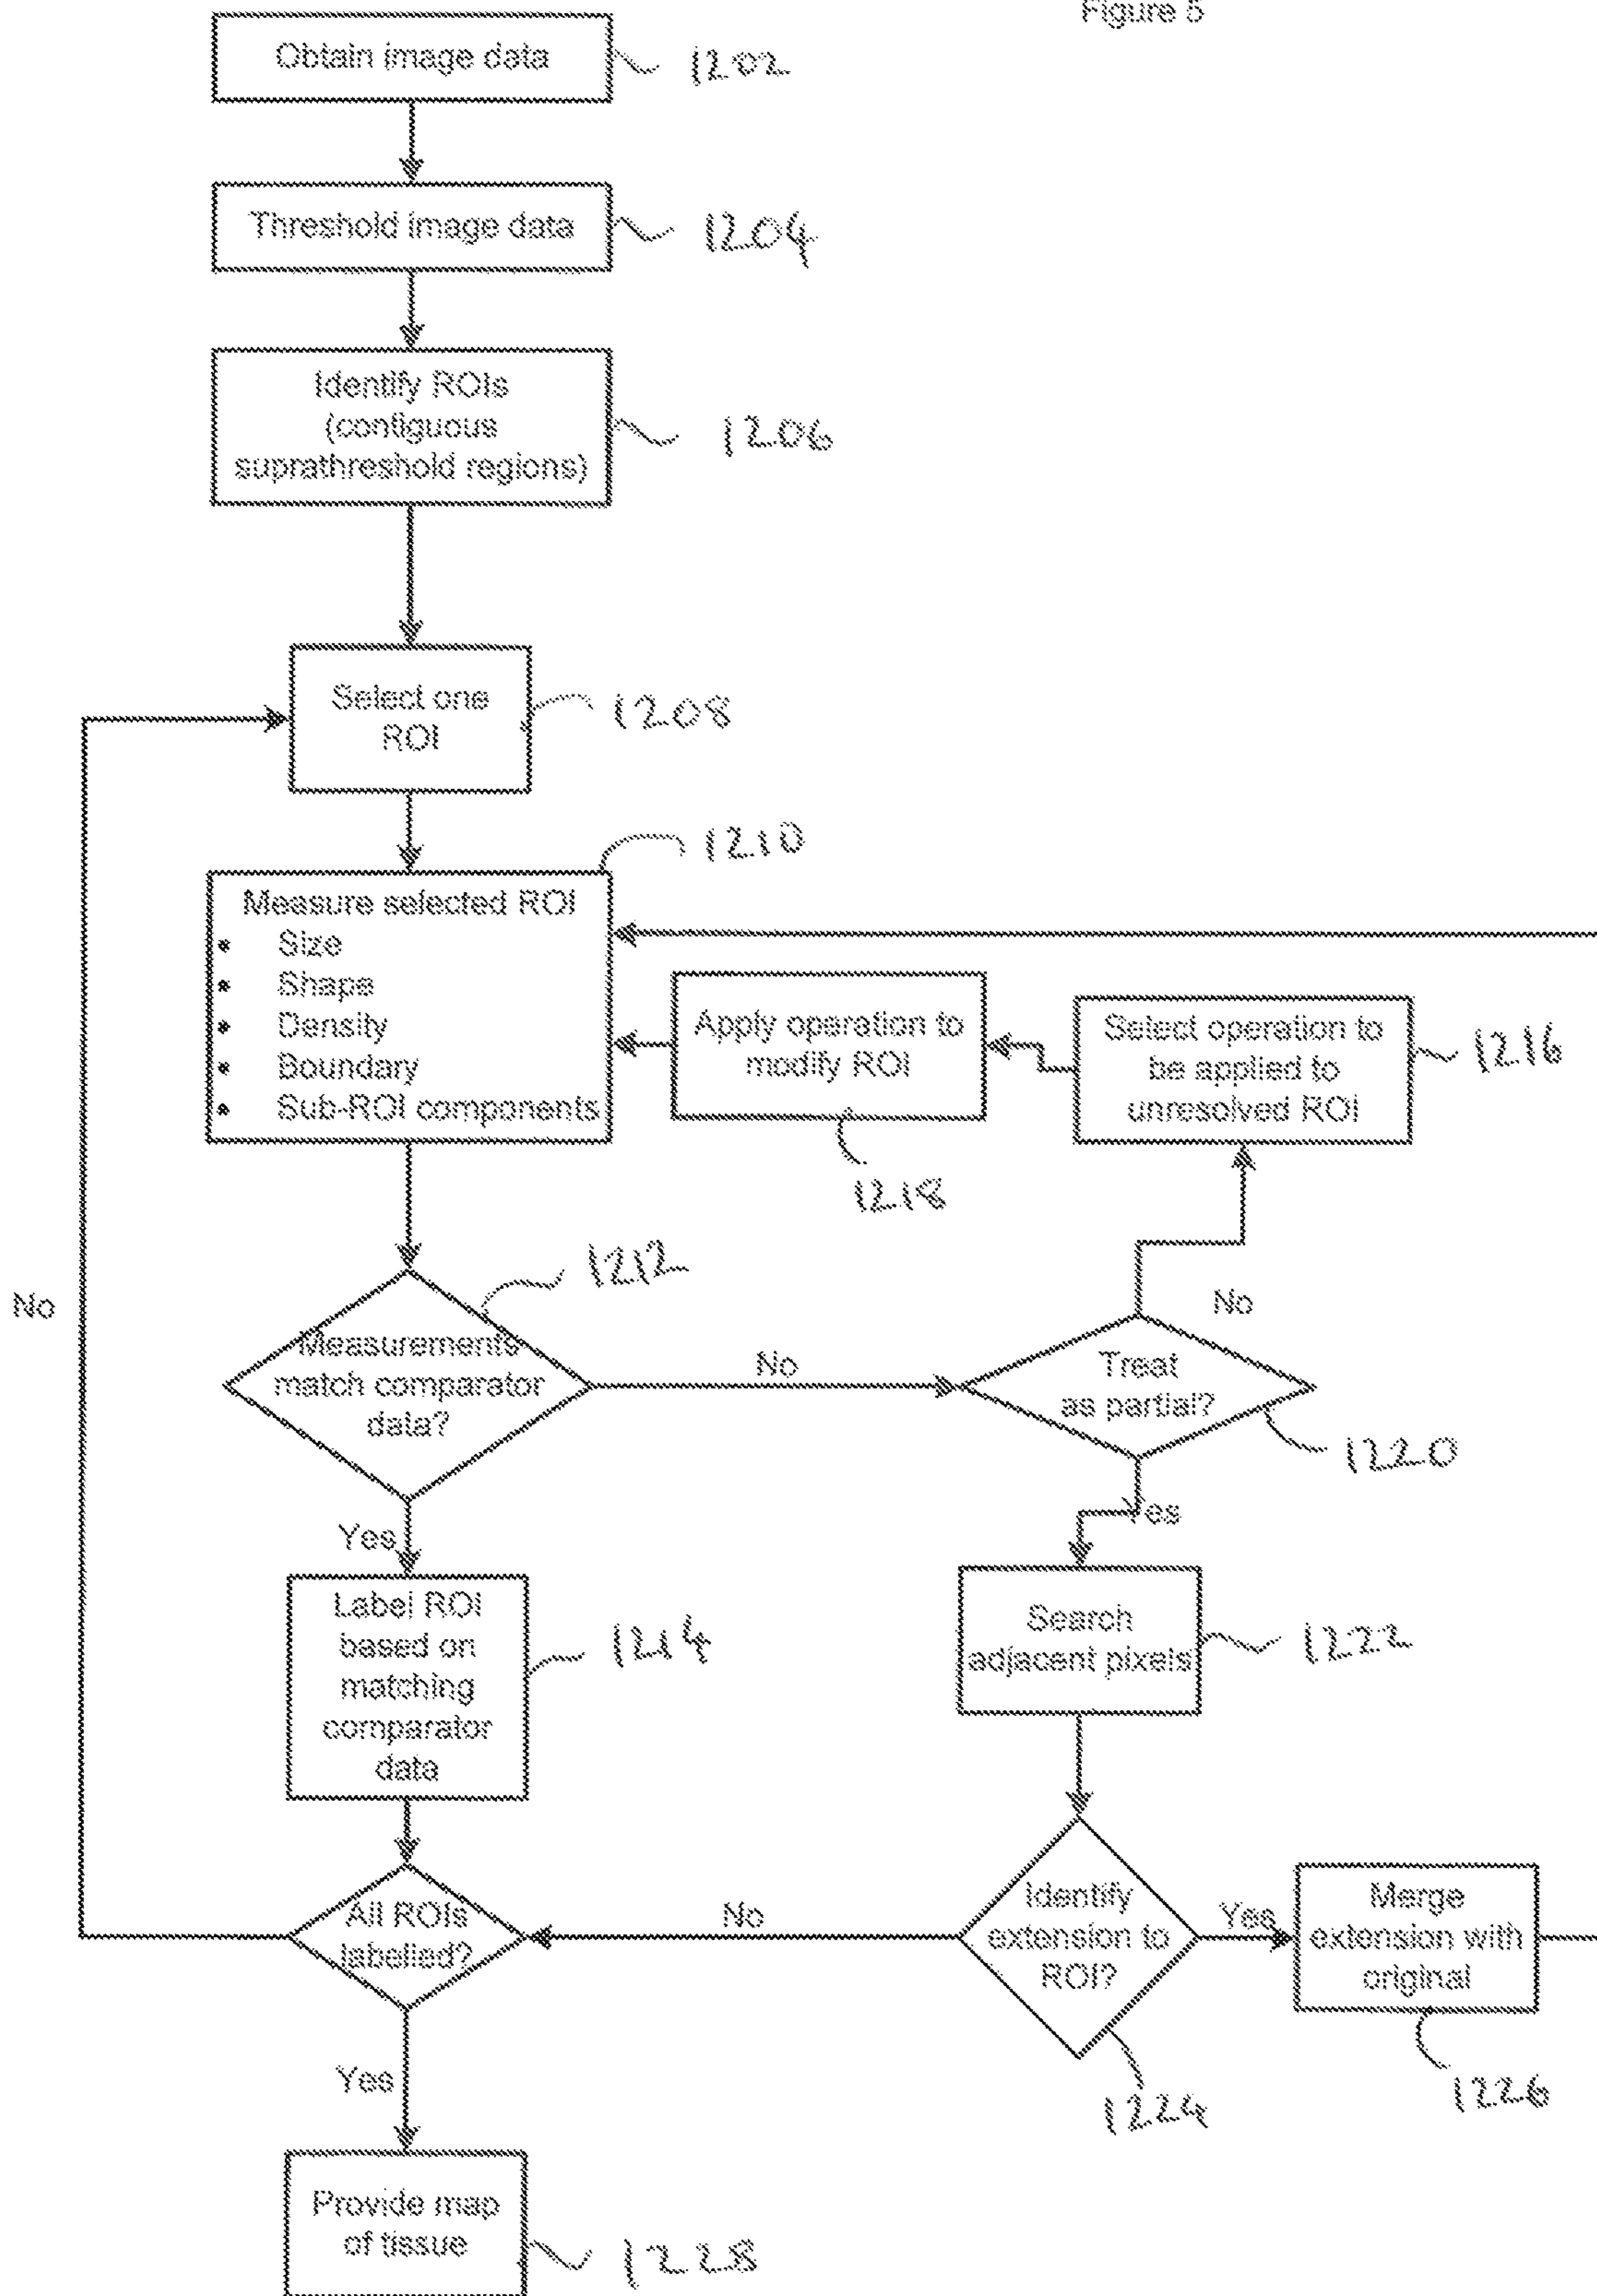 Figure 5
Obtain image data
1202
Threshold image data
1204
Identify ROIs
(contiguous
suprathreshold regions)
1206
Select one
ROI
1208
1210
Measure selected ROI
• Size
• Shape
• Density
• Boundary
• Sub-ROI components
Apply operation to
modify ROI
1218
Select operation to
be applied to
unresolved ROI
1216
1212
Measurements
match comparator
data?
No
No
No
Treat
as partial?
1220
Yes
Yes
Label ROI
based on
matching
comparator
data
1214
Search
adjacent pixels
1222
All ROIs
labelled?
No
Identify
extension to
ROI?
1224
Yes
Merge
extension with
original
1226
Yes
Provide map
of tissue
1228